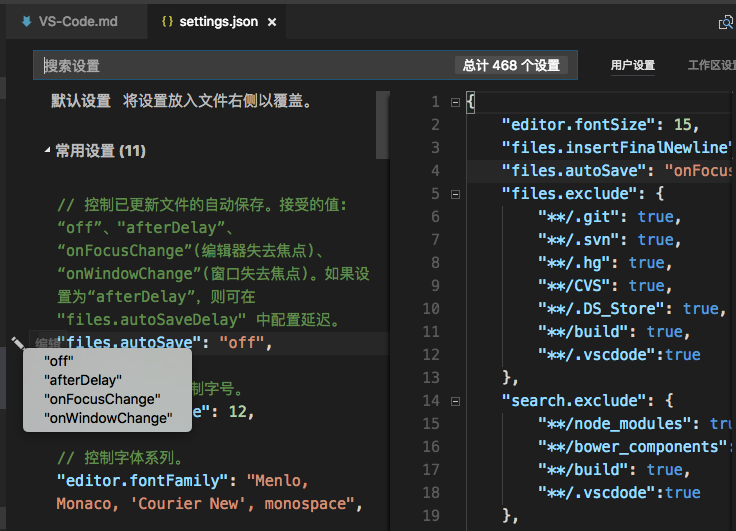 VS-Code.md
{} settings.json ×
搜索设置
总计 468 个设置
用户设置
工作区设
默认设置 将设置放入文件右侧以覆盖。
常用设置 (11)
// 控制已更新文件的自动保存。接受的值:
“off”、"afterDelay”、
“onFocusChange”(编辑器失去焦点)、
“onWindowChange”(窗口失去焦点)。如果设
置为“afterDelay”，则可在
"files.autoSaveDelay" 中配置延迟。
编辑
"files.autoSave": "off",
"off"
"afterDelay"
"onFocusChange"
"onWindowChange"
制字号。
e": 12,
// 控制字体系列。
"editor.fontFamily": "Menlo,
Monaco, 'Courier New', monospace",
1 {
2 "editor.fontSize": 15,
3 "files.insertFinalNewline"
4 "files.autoSave": "onFocus
5 "files.exclude": {
6 "**/.git": true,
7 "**/.svn": true,
8 "**/.hg": true,
9 "**/CVS": true,
10 "**/.DS_Store": true,
11 "**/build": true,
12 "**/.vscdode":true
13 },
14 "search.exclude": {
15 "**/node_modules": tru
16 "**/bower_components":
17 "**/build": true,
18 "**/.vscdode":true
19 },